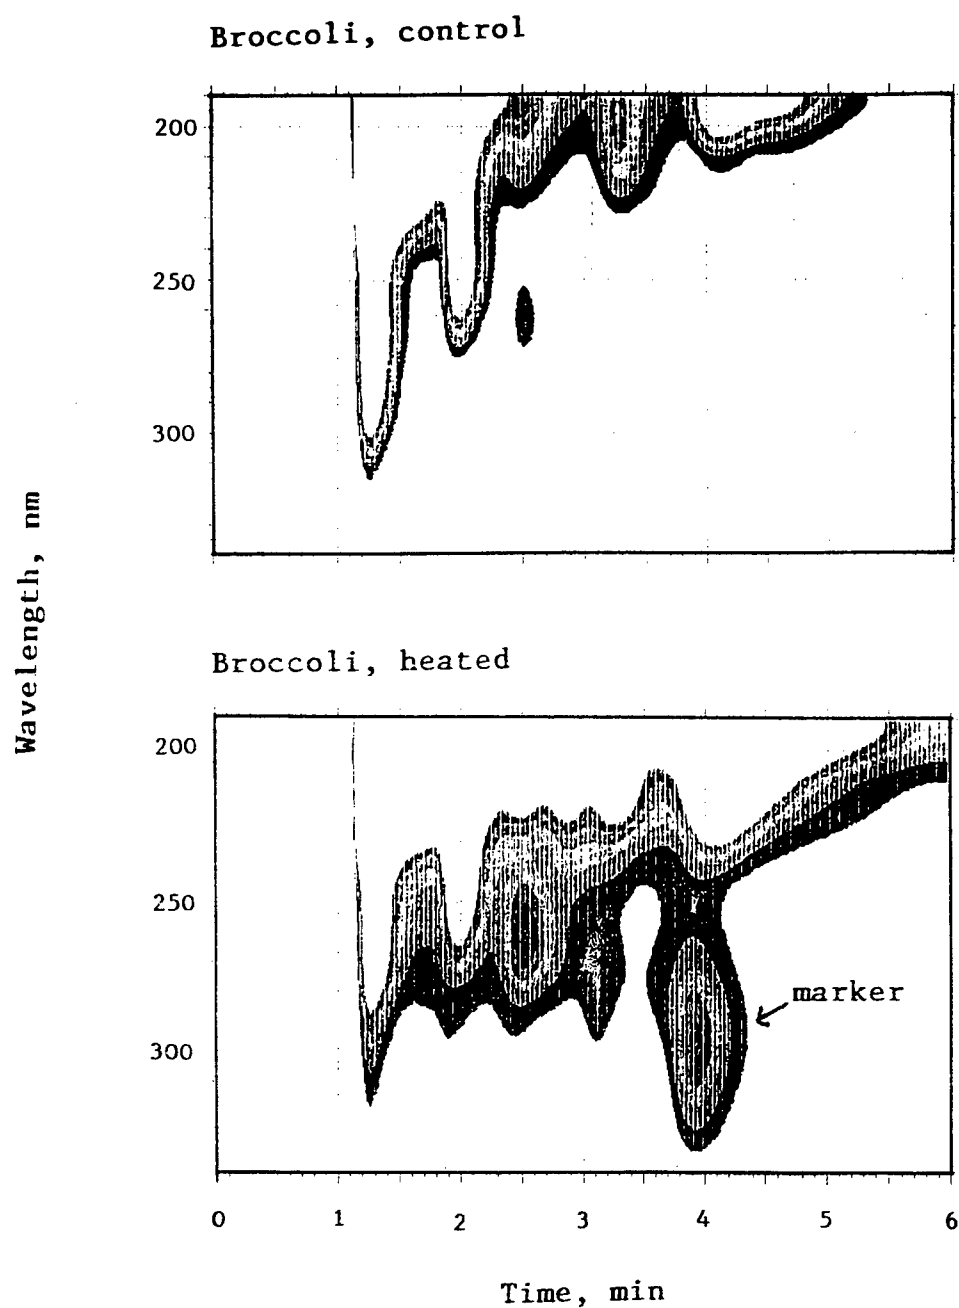 Broccoli, control
200
250
300
Wavelength, nm
Broccoli, heated
200
250
300
marker
0 1 2 3 4 5 6
Time, min